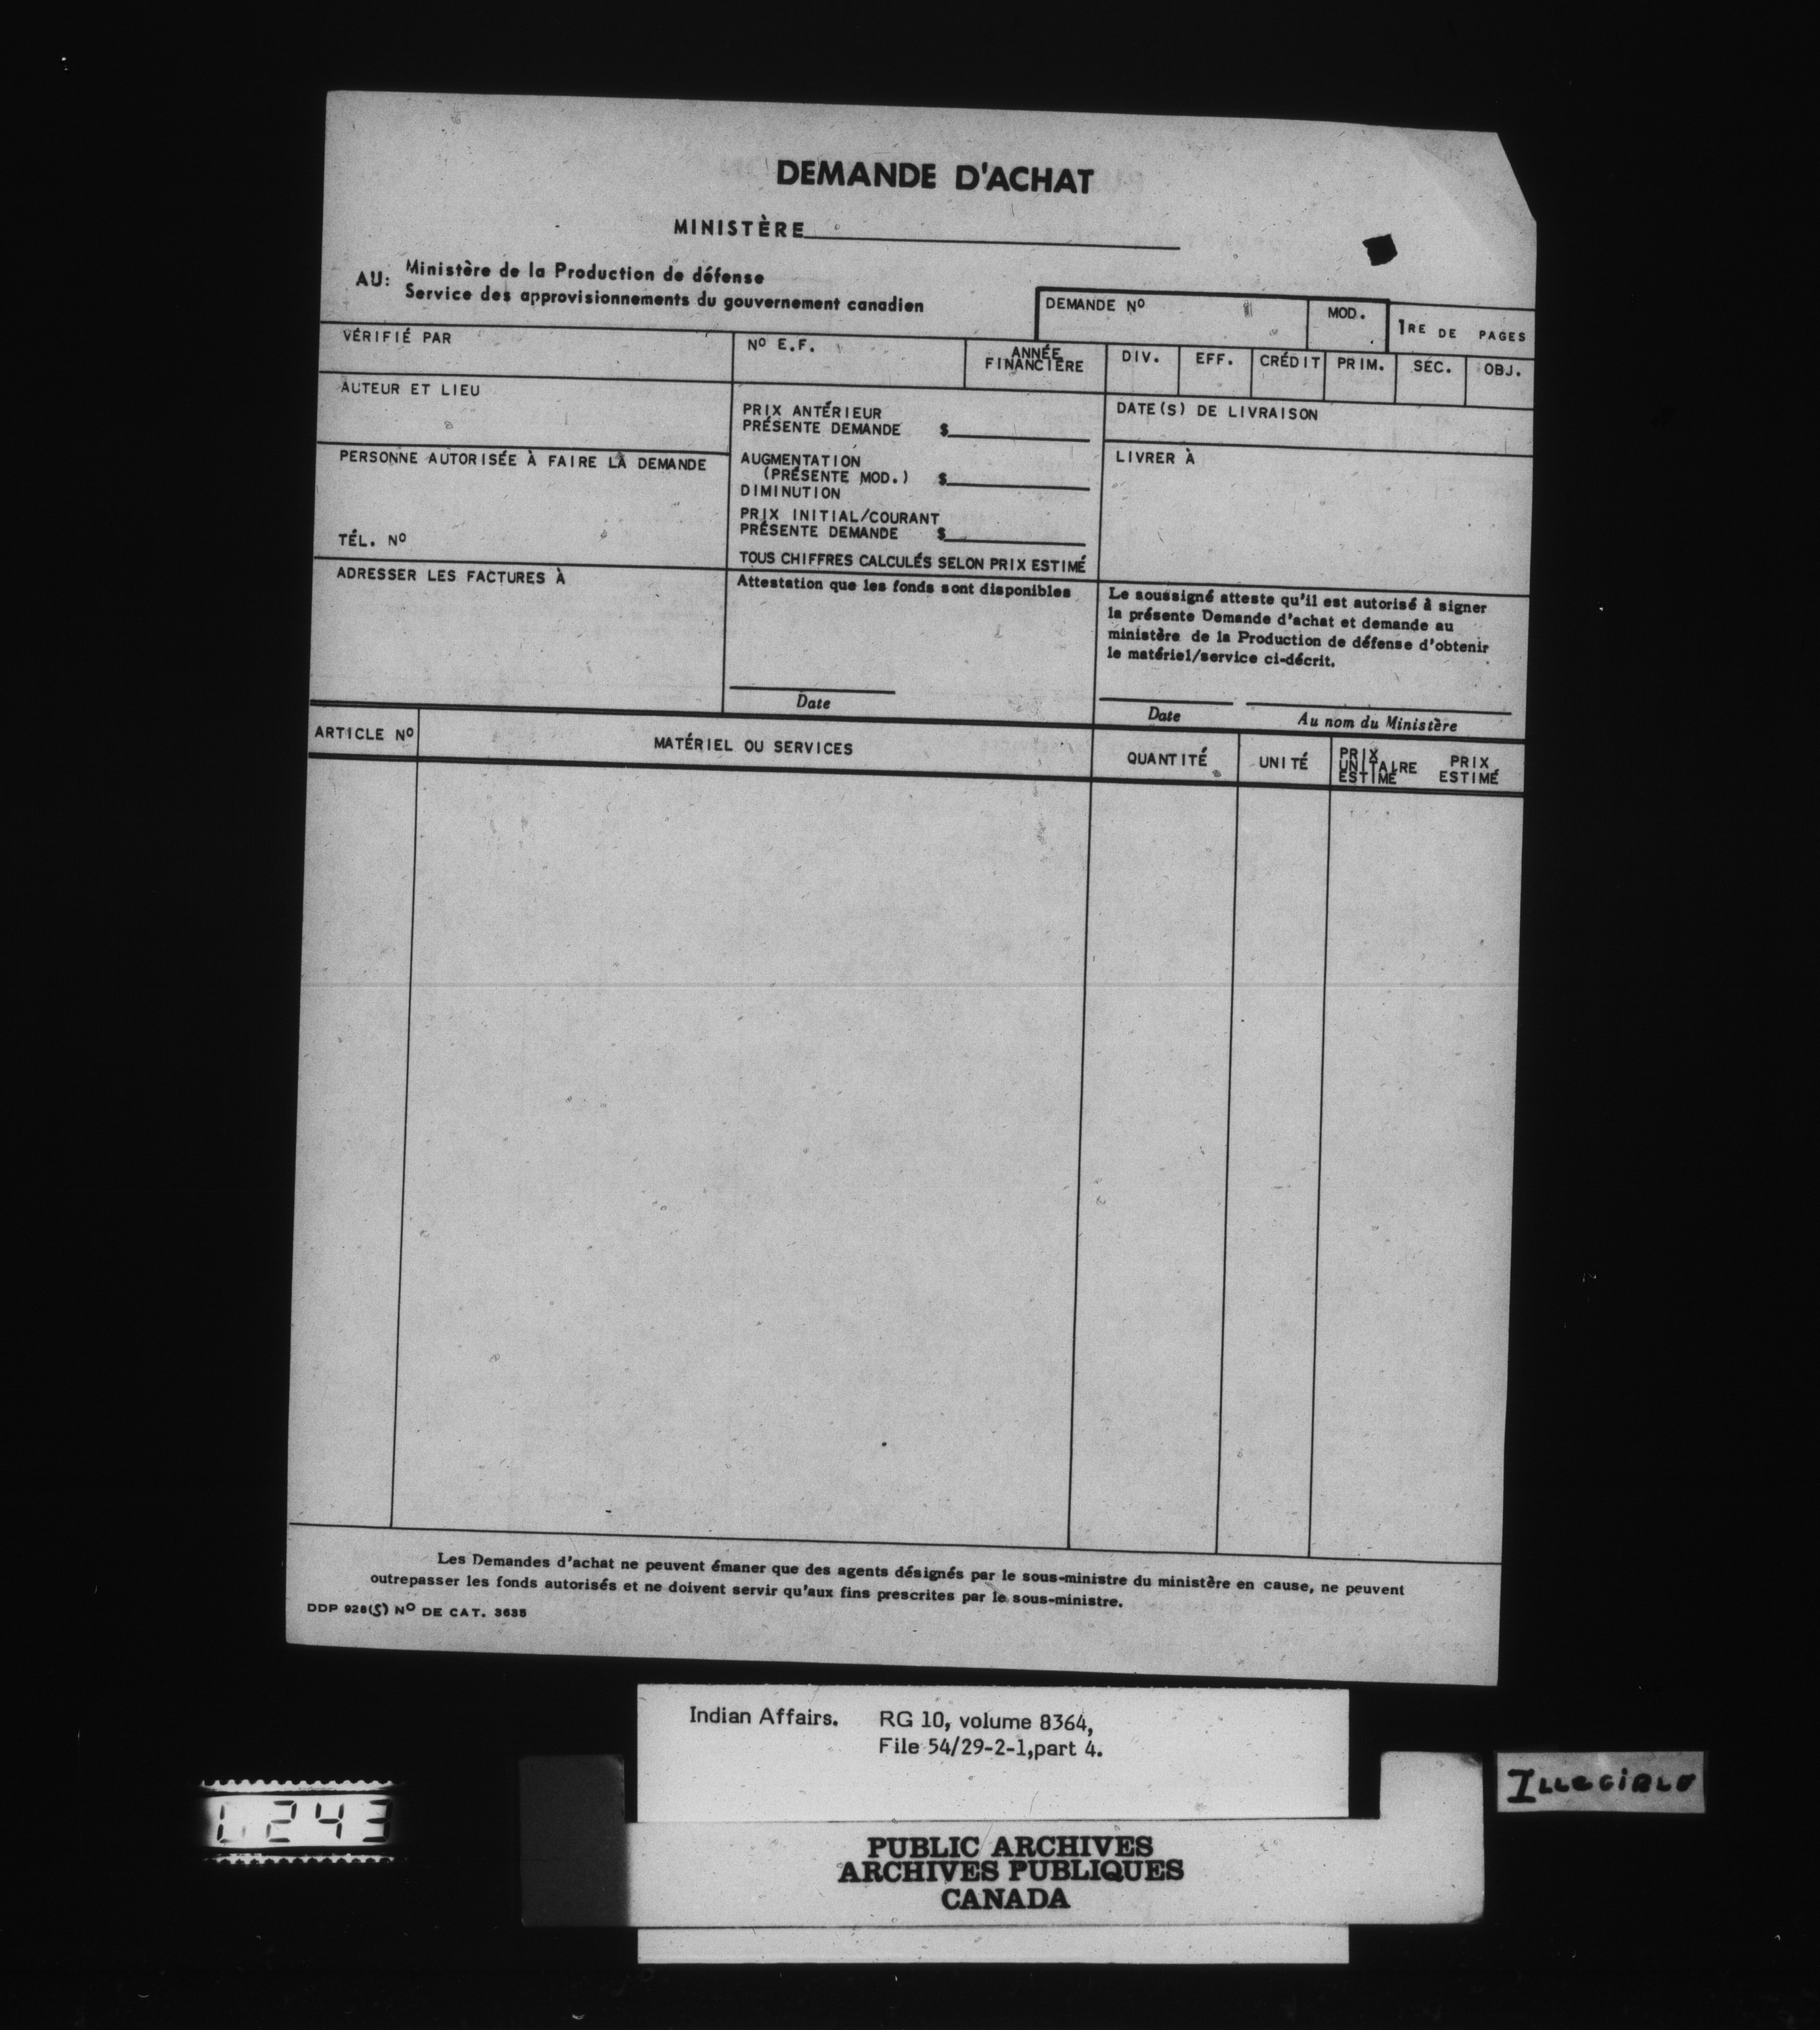 DEMANDE D'ACHAT
MINISTÈRE
AU: Ministère de la Production de défense
Service des approvisionnements du gouvernement canadien
DEMANDE Nº
MOD.
1RE DE PAGES
VÉRIFIÉ PAR
Nº E.F.
ANNÉE
FINANCIÈRE
DIV.
EFF.
CRÉDIT
PRIM.
SÉC.
OBJ.
AUTEUR ET LIEU
PRIX ANTÉRIEUR
PRÉSENTE DEMANDE $
DATE(S) DE LIVRAISON
PERSONNE AUTORISÉE À FAIRE LA DEMANDE
AUGMENTATION
(PRÉSENTE MOD.) $
DIMINUTION
LIVRER À
PRIX INITIAL/COURANT
PRÉSENTE DEMANDE $
TÉL. Nº
TOUS CHIFFRES CALCULÉS SELON PRIX ESTIMÉ
ADRESSER LES FACTURES À
Attestation que les fonds sont disponibles
Date
Le soussigné atteste qu'il est autorisé à signer
la présente Demande d'achat et demande au
ministère de la Production de défense d'obtenir
le matériel/service ci-décrit.
Date
Au nom du Ministère
ARTICLE Nº
MATÉRIEL OU SERVICES
QUANTITÉ
UNITÉ
PRIX
UNITAIRE
ESTIMÉ
PRIX
ESTIMÉ
Les Demandes d'achat ne peuvent émaner que des agents désignés par le sous-ministre du ministère en cause, ne peuvent
outrepasser les fonds autorisés et ne doivent servir qu'aux fins prescrites par le sous-ministre.
DDP 928(5) Nº DE CAT. 3635
Indian Affairs. RG 10, volume 8364,
File 54/29-2-1,part 4.
PUBLIC ARCHIVES
ARCHIVES PUBLIQUES
CANADA
243
Illegible